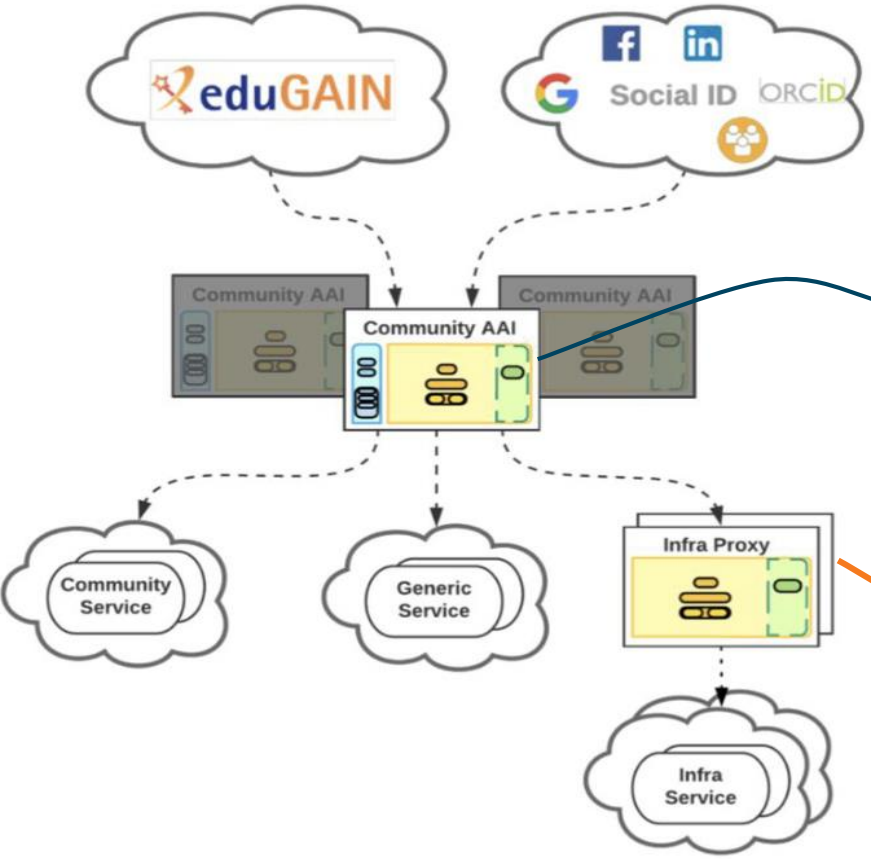 eduGAIN
f
in
G
Social ID
ORCiD
Community AAI
Community AAI
Community AAI
Community
Service
Generic
Service
Infra Proxy
Infra
Service